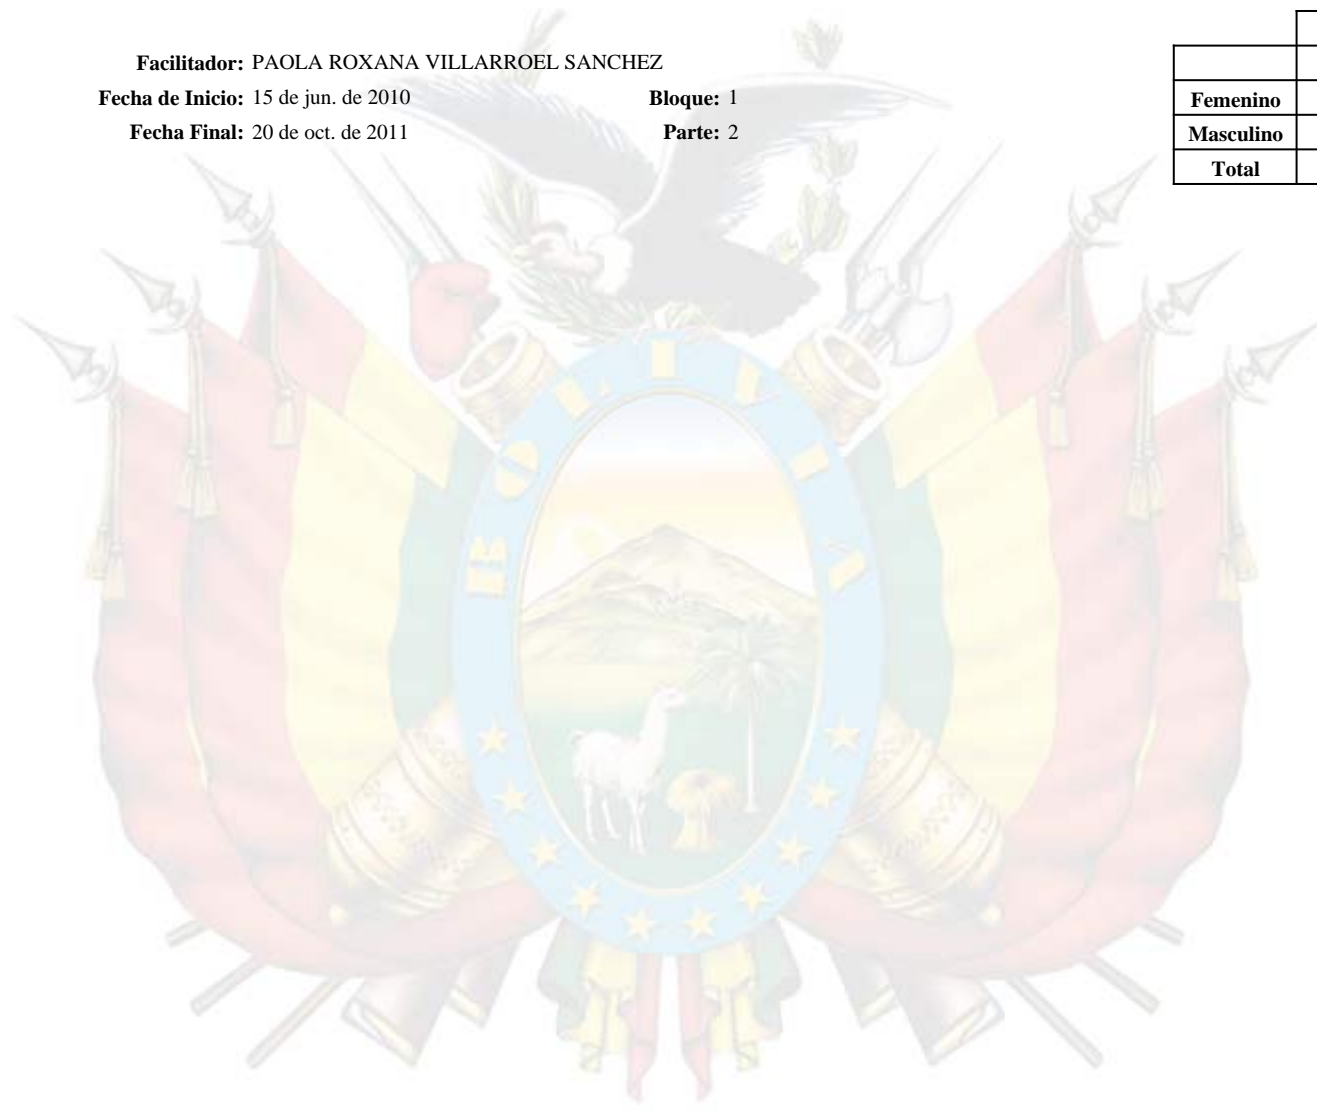 Facilitador: PAOLA ROXANA VILLARROEL SANCHEZ
Fecha de Inicio: 15 de jun. de 2010 Bloque: 1
Fecha Final: 20 de oct. de 2011 Parte: 2
Femenino
Masculino
Total
BOLIVIA